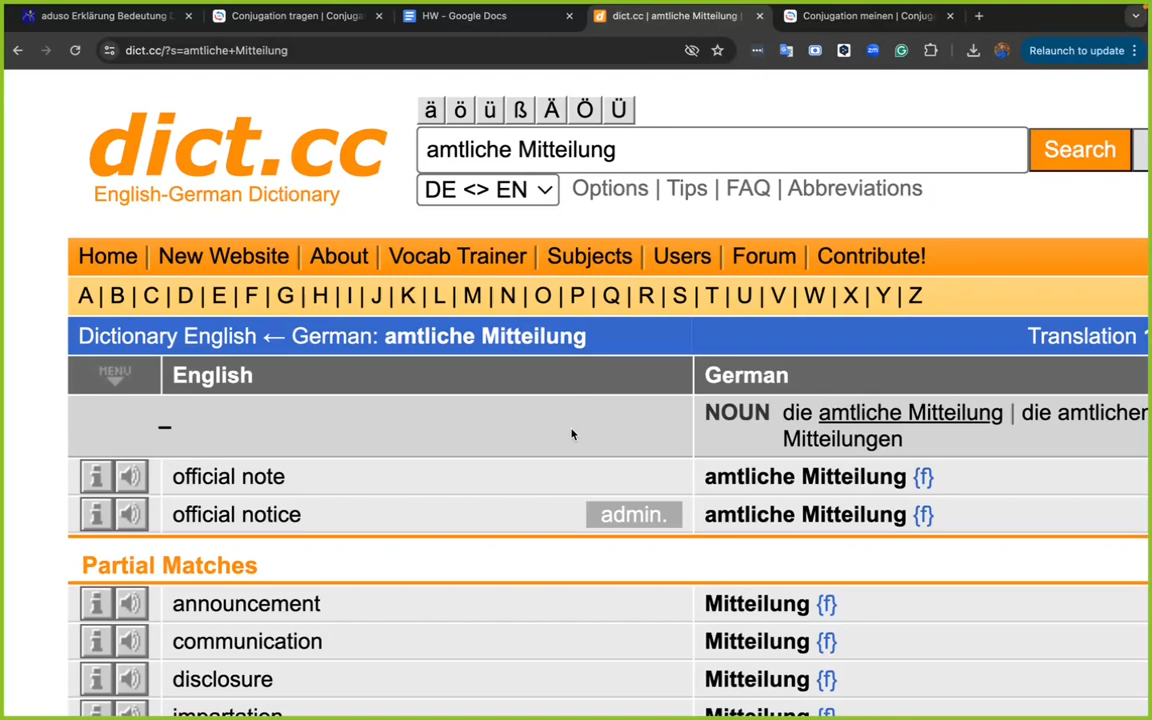 aduso Erklärung Bedeutung
Conjugation tragen | Conjuga
HW - Google Docs
dict.cc | amtliche Mitteilung |
Conjugation meinen | Conjug
dict.cc/?s=amtliche+Mitteilung
Relaunch to update
ä ö ü ß Ä Ö Ü
dict.cc
English-German Dictionary
amtliche Mitteilung
Search
DE <> EN
Options | Tips | FAQ | Abbreviations
Home | New Website | About | Vocab Trainer | Subjects | Users | Forum | Contribute!
A | B | C | D | E | F | G | H | I | J | K | L | M | N | O | P | Q | R | S | T | U | V | W | X | Y | Z
Dictionary English ← German: amtliche Mitteilung
Translation
MENU
English
German
–
NOUN die amtliche Mitteilung | die amtlichen
Mitteilungen
official note
amtliche Mitteilung {f}
official notice admin.
amtliche Mitteilung {f}
Partial Matches
announcement
Mitteilung {f}
communication
Mitteilung {f}
disclosure
Mitteilung {f}
impartation
Mitteilung {f}